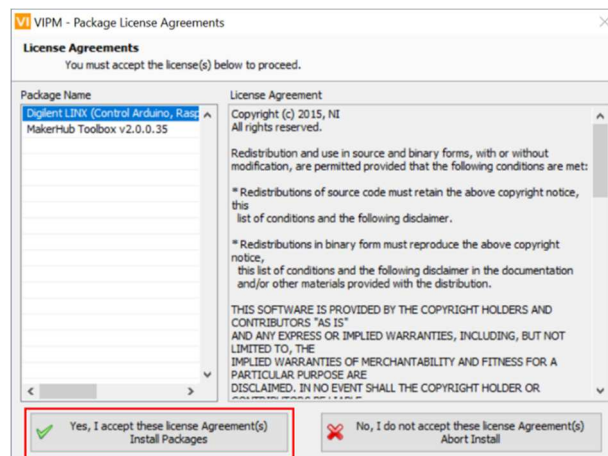 VI VIPM - Package License Agreements
License Agreements
You must accept the license(s) below to proceed.
Package Name
Digilent LINX (Control Arduino, Rasp
MakerHub Toolbox v2.0.0.35
License Agreement
Copyright (c) 2015, NI
All rights reserved.
Redistribution and use in source and binary forms, with or without
modification, are permitted provided that the following conditions are met:
* Redistributions of source code must retain the above copyright notice,
this
list of conditions and the following disclaimer.
* Redistributions in binary form must reproduce the above copyright
notice,
this list of conditions and the following disclaimer in the documentation
and/or other materials provided with the distribution.
THIS SOFTWARE IS PROVIDED BY THE COPYRIGHT HOLDERS AND
CONTRIBUTORS "AS IS"
AND ANY EXPRESS OR IMPLIED WARRANTIES, INCLUDING, BUT NOT
LIMITED TO, THE
IMPLIED WARRANTIES OF MERCHANTABILITY AND FITNESS FOR A
PARTICULAR PURPOSE ARE
DISCLAIMED. IN NO EVENT SHALL THE COPYRIGHT HOLDER OR
Yes, I accept these license Agreement(s)
Install Packages
No, I do not accept these license Agreement(s)
Abort Install